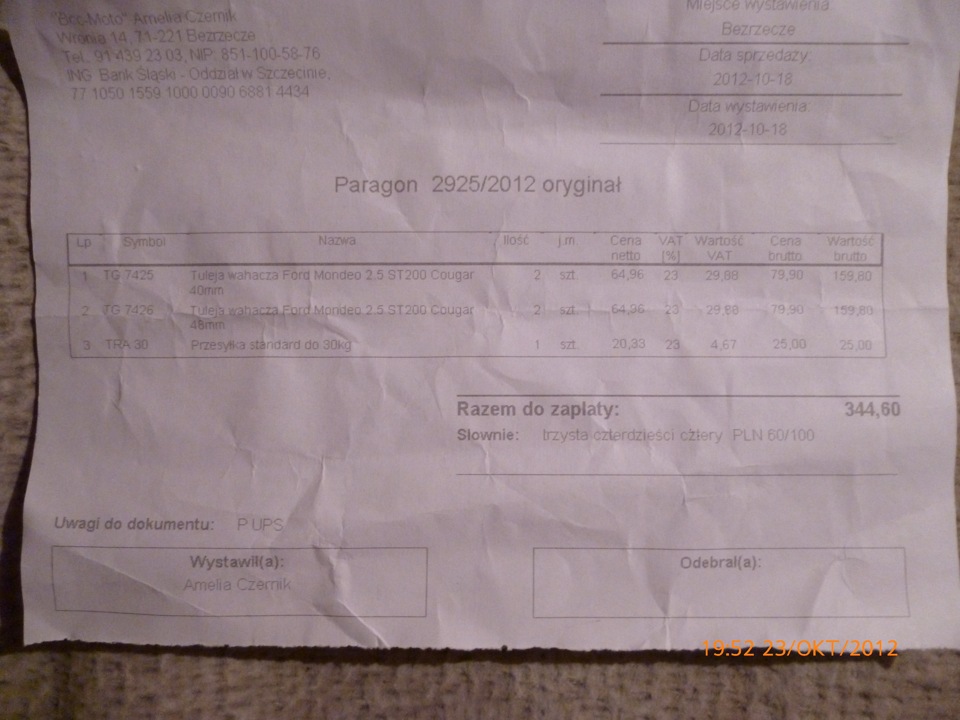 "Bcc-Moto" Amelia Czernik
Wronia 14, 71-221 Bezrzecze
Tel. 91 439 23 03, NIP: 851-100-58-76
ING Bank Śląski - Oddział w Szczecinie,
77 1050 1559 1000 0090 6881 4434
Miejsce wystawienia
Bezrzecze
Data sprzedaży:
2012-10-18
Data wystawienia:
2012-10-18
Paragon 2925/2012 oryginał
Lp Symbol Nazwa Ilość j.m. Cena netto VAT [%] Wartość VAT Cena brutto Wartość brutto
1 TG 7425 Tuleja wahacza Ford Mondeo 2.5 ST200 Cougar 2 szt. 64,96 23 29,88 79,90 159,80
40mm
2 TG 7426 Tuleja wahacza Ford Mondeo 2.5 ST200 Cougar 2 szt. 64,96 23 29,88 79,90 159,80
48mm
3 TRA 30 Przesyłka standard do 30kg 1 szt. 20,33 23 4,67 25,00 25,00
Razem do zapłaty: 344,60
Słownie: trzysta czterdzieści cztery PLN 60/100
Uwagi do dokumentu: P UPS
Wystawił(a):
Amelia Czernik
Odebrał(a):
19:52 23/OKT/2012